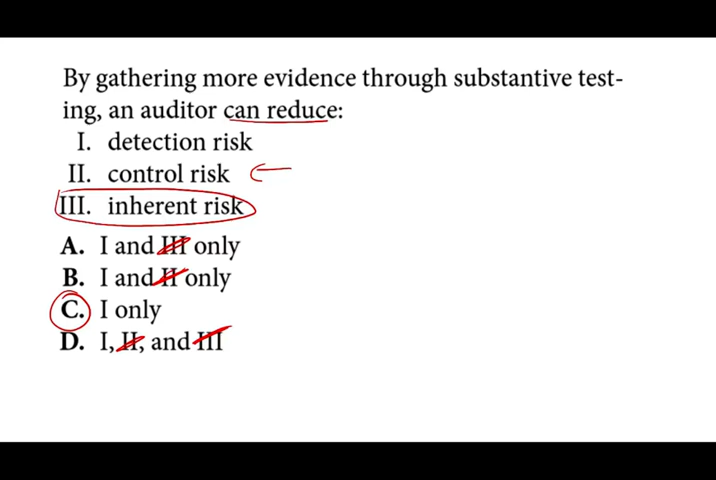 By gathering more evidence through substantive test-
ing, an auditor can reduce:
I. detection risk
II. control risk
III. inherent risk
A. I and III only
B. I and II only
C. I only
D. I, II, and III